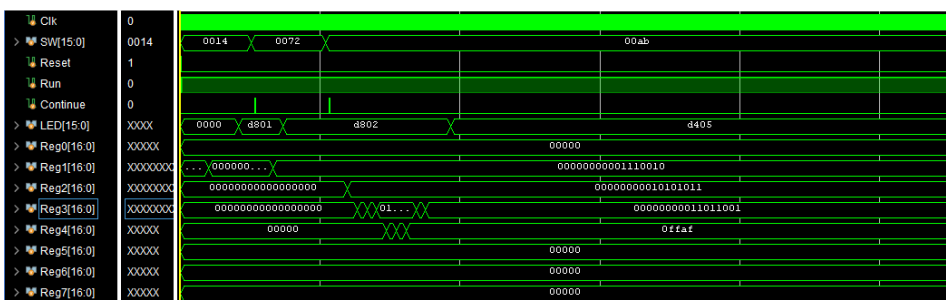 Clk 0
SW[15:0] 0014 0014 0072 00ab
Reset 1
Run 0
Continue 0
LED[15:0] XXXX 0000 d801 d802 d405
Reg0[16:0] XXXXX 00000
Reg1[16:0] XXXXXXXX ... 000000... 00000000001110010
Reg2[16:0] XXXXXXXX 00000000000000000 00000000010101011
Reg3[16:0] XXXXXXXX 00000000000000000 01... 00000000011011001
Reg4[16:0] XXXXX 00000 0ffaf
Reg5[16:0] XXXXX 00000
Reg6[16:0] XXXXX 00000
Reg7[16:0] XXXXX 00000